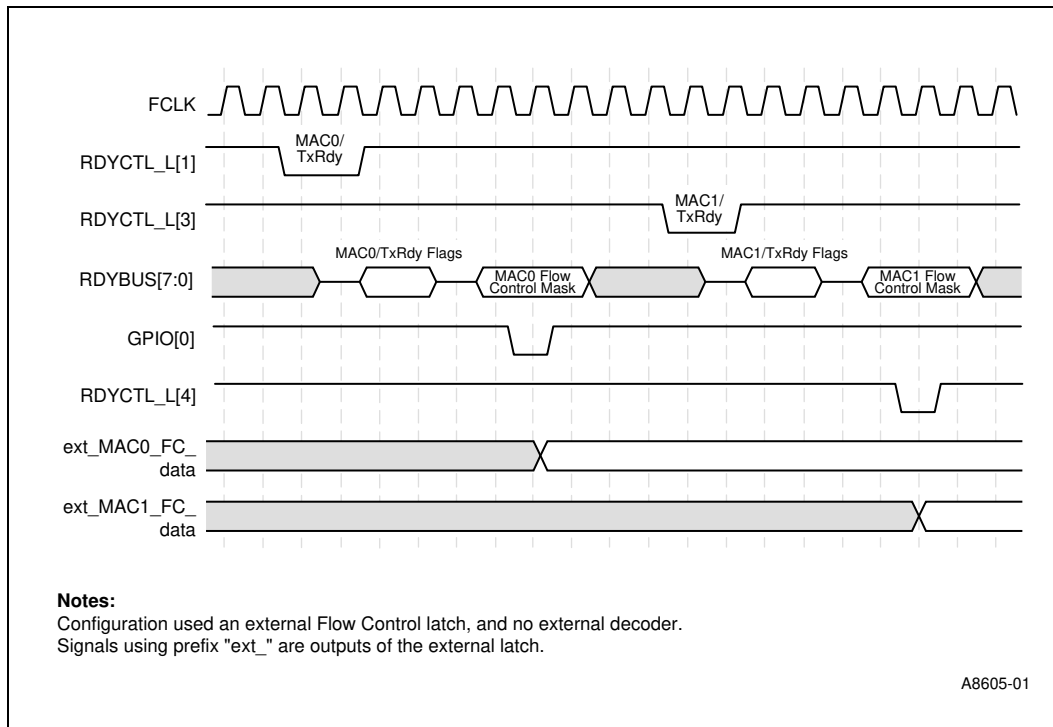 FCLK
MAC0/
TxRdy
RDYCTL_L[1]
MAC1/
TxRdy
RDYCTL_L[3]
MAC0/TxRdy Flags
MAC1/TxRdy Flags
RDYBUS[7:0]
MAC0 Flow
Control Mask
MAC1 Flow
Control Mask
GPIO[0]
RDYCTL_L[4]
ext_MAC0_FC_
data
ext_MAC1_FC_
data
Notes:
Configuration used an external Flow Control latch, and no external decoder.
Signals using prefix "ext_" are outputs of the external latch.
A8605-01